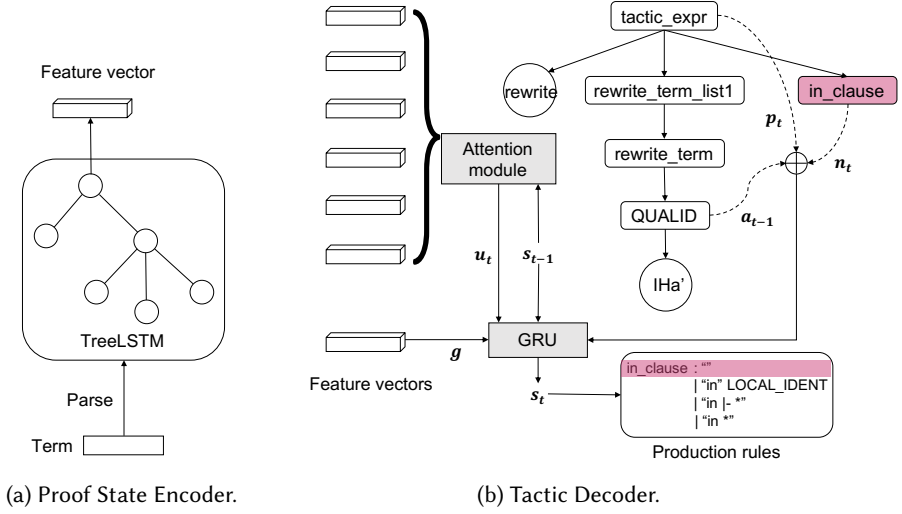 Feature vector
TreeLSTM
Parse
Term
(a) Proof State Encoder.
tactic_expr
rewrite
rewrite_term_list1
in_clause
p_t
Attention
module
rewrite_term
n_t
QUALID
a_{t-1}
u_t
s_{t-1}
IHa'
GRU
g
Feature vectors
s_t
in_clause : “”
| “in” LOCAL_IDENT
| “in |- *”
| “in *”
Production rules
(b) Tactic Decoder.